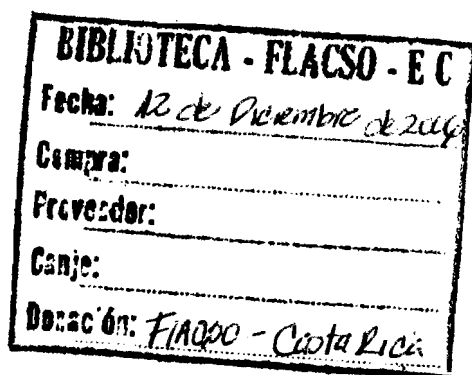 BIBLIOTECA - FLACSO - E C
Fecha: 12 de Diciembre de
Compra:
Proveedor:
Canje:
Donación: FLACSO - Costa Rica